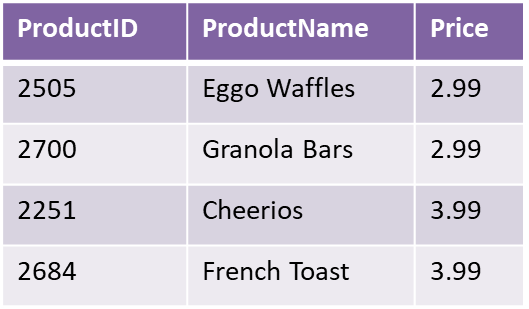 ProductID ProductName Price
2505 Eggo Waffles 2.99
2700 Granola Bars 2.99
2251 Cheerios 3.99
2684 French Toast 3.99